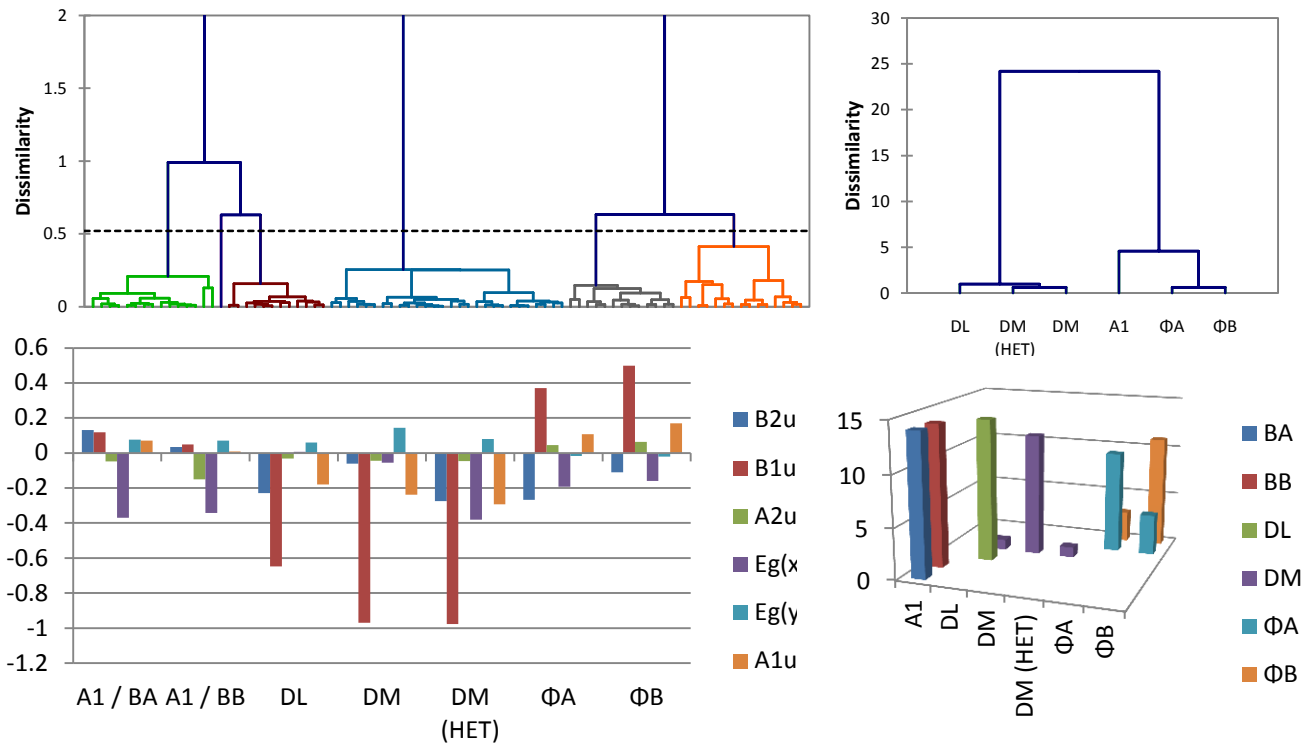 2
1.5
1
0.5
0
Dissimilarity
30
25
20
15
10
5
0
Dissimilarity
DL DM DM A1 ΦA ΦB
(HET)
0.6
0.4
0.2
0
-0.2
-0.4
-0.6
-0.8
-1
-1.2
A1 / BA A1 / BB DL DM DM ΦA ΦB
(HET)
B2u
B1u
A2u
Eg(x
Eg(y
A1u
15
10
5
0
A1
DL
DM
DM (HET)
ΦA
ΦB
BA
BB
DL
DM
ΦA
ΦB